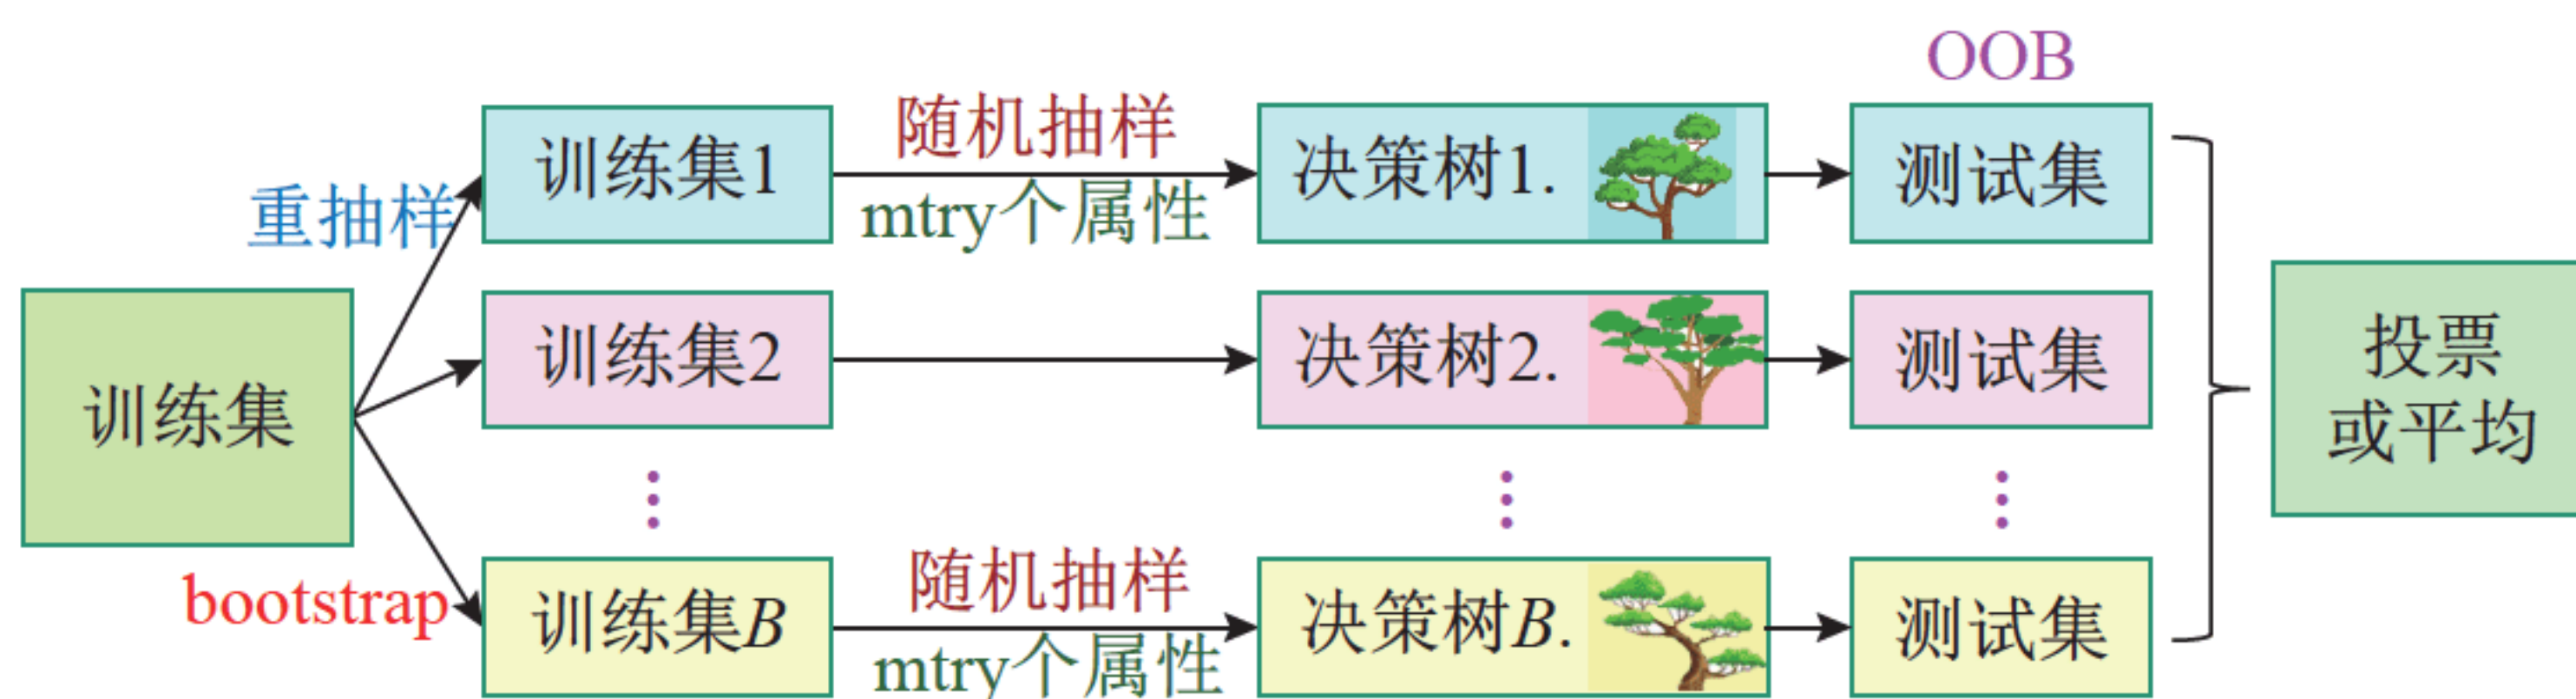 OOB
训练集1
随机抽样
mtry个属性
决策树1.
测试集
重抽样
训练集
训练集2
决策树2.
测试集
投票
或平均
bootstrap
训练集B
随机抽样
mtry个属性
决策树B.
测试集